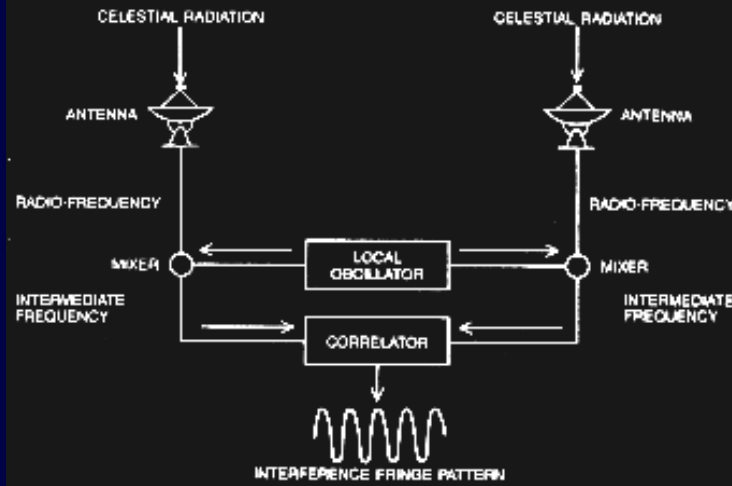 CELESTIAL RADIATION
CELESTIAL RADIATION
ANTENNA
ANTENNA
RADIO-FREQUENCY
RADIO-FREQUENCY
MIXER
LOCAL
OSCILLATOR
MIXER
INTERMEDIATE
FREQUENCY
INTERMEDIATE
FREQUENCY
CORRELATOR
INTERFERENCE FRINGE PATTERN